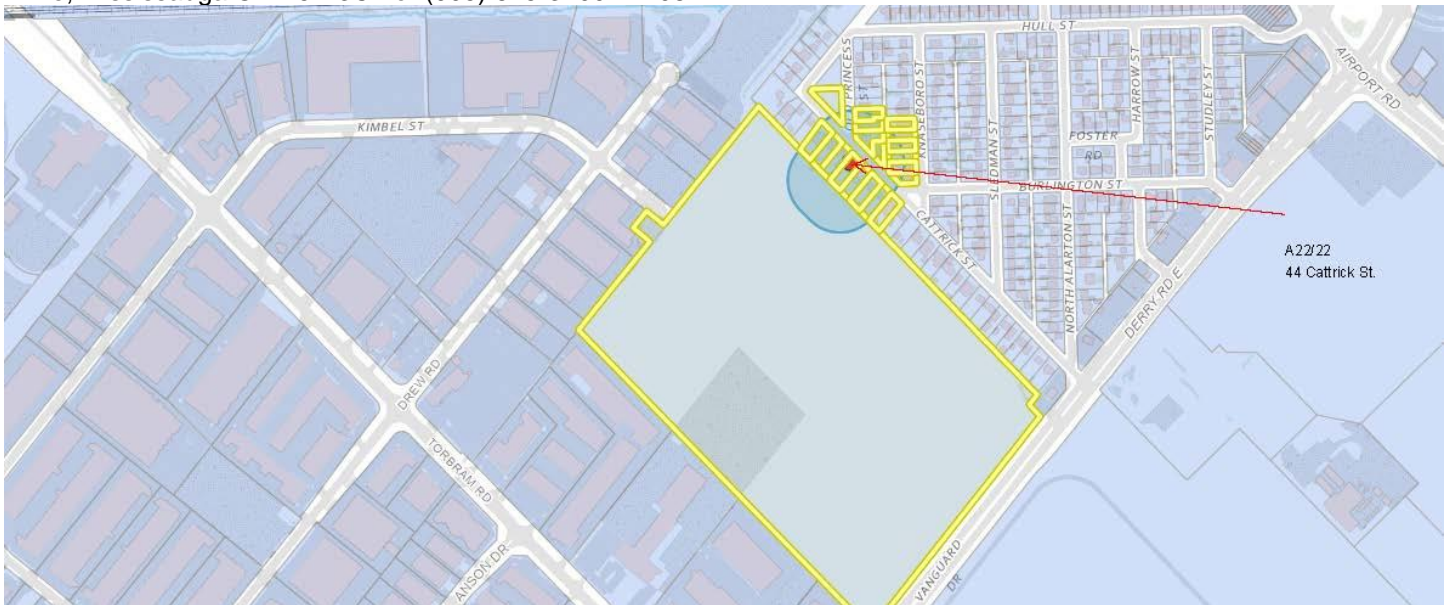 HULL ST
PRINCESS
ST
KNASEBORO ST
SLEDMAN ST
HARROW ST
STUDLEY ST
AIRPORT RD
KIMBEL ST
FOSTER
RD
BURLINGTON ST
CATTRICK ST
NORTH ALARTON ST
DERRY RD E
A22/22
44 Cattrick St.
DREW RD
TORBRAM RD
ANSON DR
VANGUARD
DR